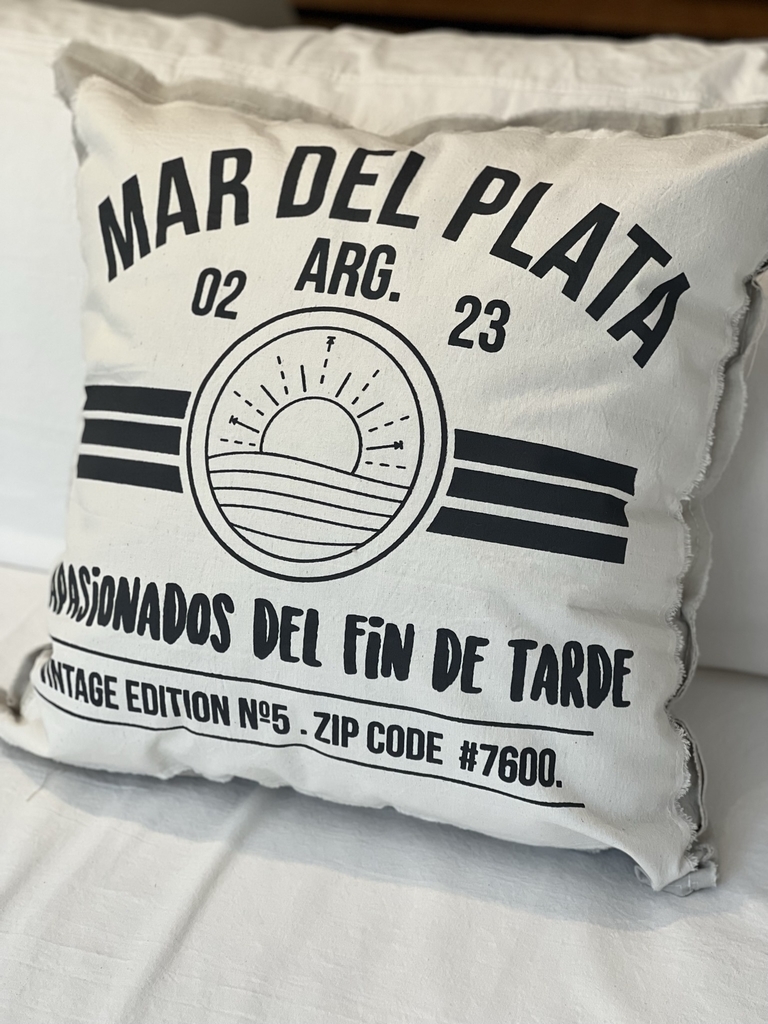 MAR DEL PLATA
ARG.
02 23
APASiONADOS DEL FiN DE TARDE
VINTAGE EDITION Nº5 . ZIP CODE #7600.